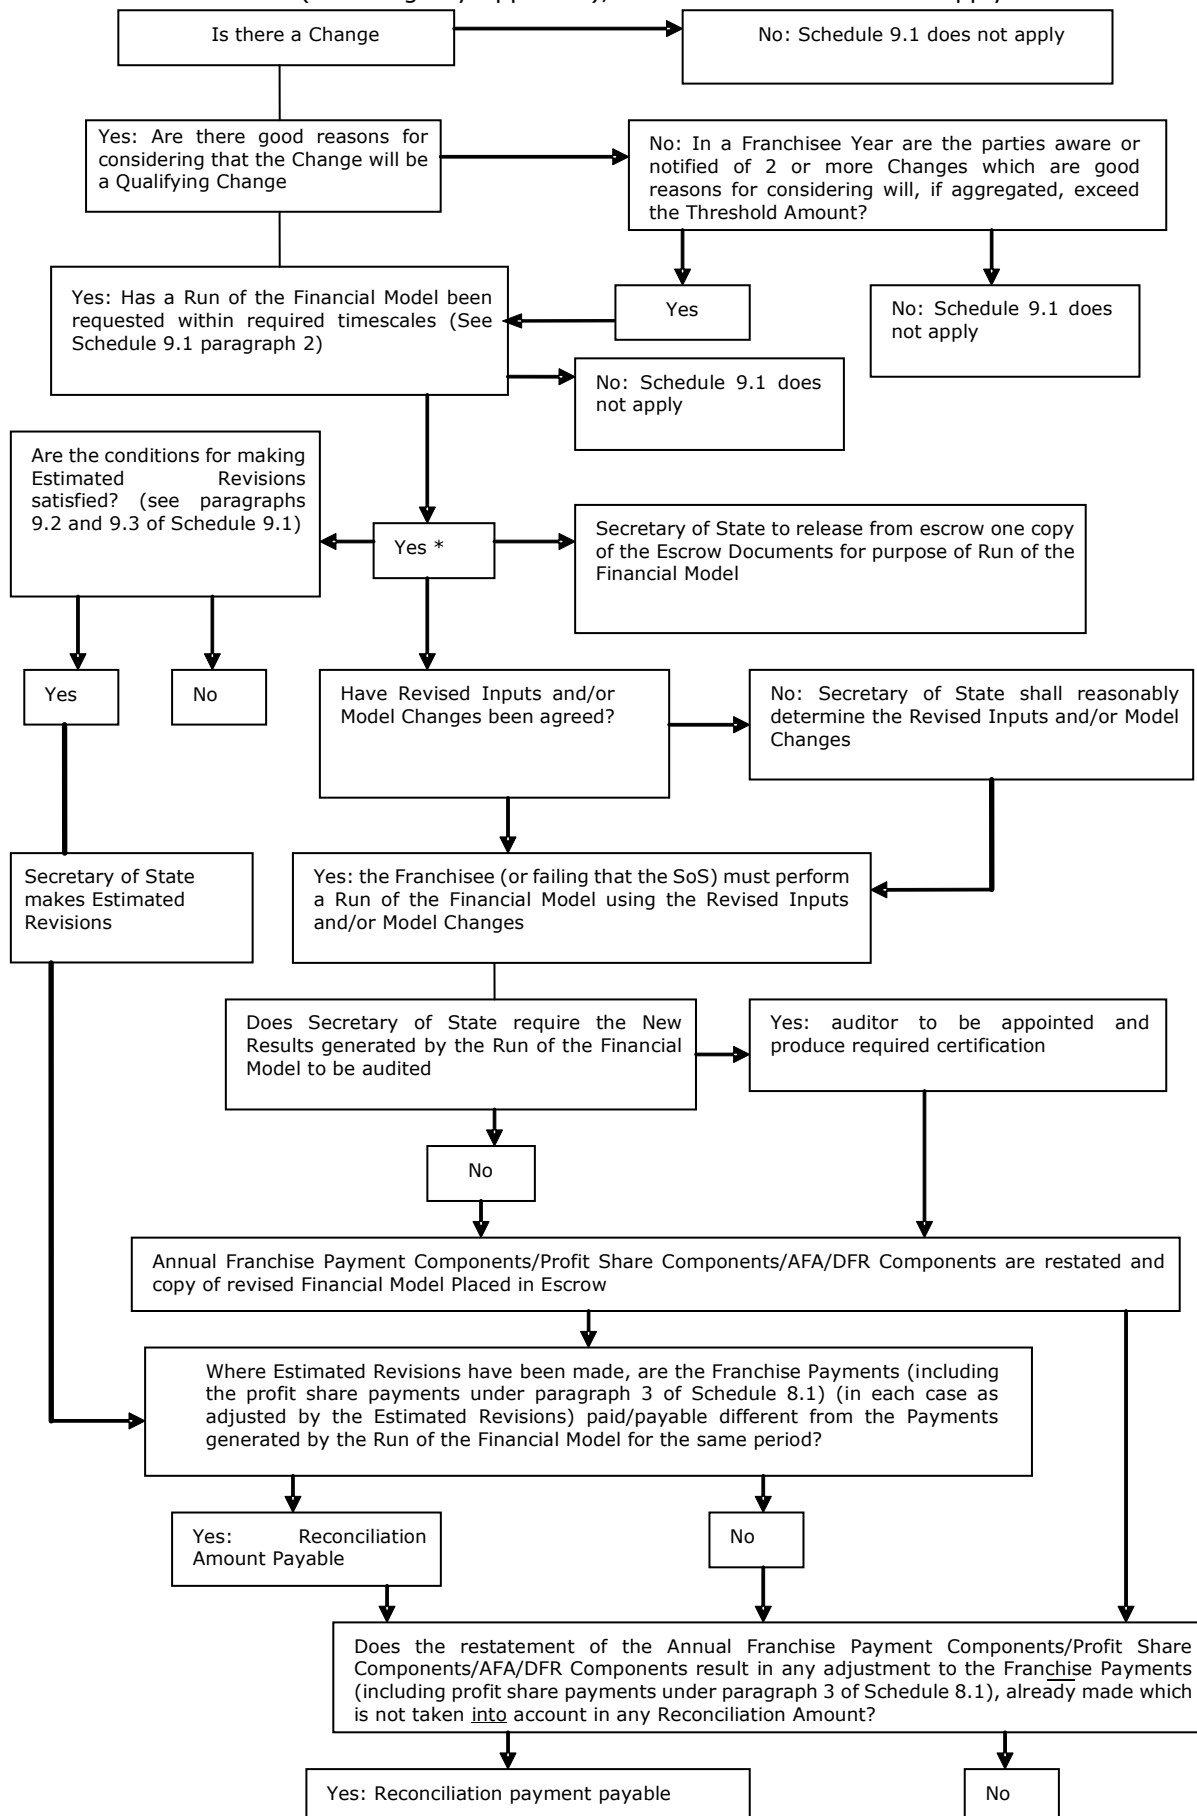 Is there a Change
No: Schedule 9.1 does not apply
Yes: Are there good reasons for
considering that the Change will be
a Qualifying Change
No: In a Franchisee Year are the parties aware or
notified of 2 or more Changes which are good
reasons for considering will, if aggregated, exceed
the Threshold Amount?
Yes: Has a Run of the Financial Model been
requested within required timescales (See
Schedule 9.1 paragraph 2)
Yes
No: Schedule 9.1 does
not apply
No: Schedule 9.1 does
not apply
Are the conditions for making
Estimated Revisions
satisfied? (see paragraphs
9.2 and 9.3 of Schedule 9.1)
Yes *
Secretary of State to release from escrow one copy
of the Escrow Documents for purpose of Run of the
Financial Model
Yes
No
Have Revised Inputs and/or
Model Changes been agreed?
No: Secretary of State shall reasonably
determine the Revised Inputs and/or Model
Changes
Secretary of State
makes Estimated
Revisions
Yes: the Franchisee (or failing that the SoS) must perform
a Run of the Financial Model using the Revised Inputs
and/or Model Changes
Does Secretary of State require the New
Results generated by the Run of the Financial
Model to be audited
Yes: auditor to be appointed and
produce required certification
No
Annual Franchise Payment Components/Profit Share Components/AFA/DFR Components are restated and
copy of revised Financial Model Placed in Escrow
Where Estimated Revisions have been made, are the Franchise Payments (including
the profit share payments under paragraph 3 of Schedule 8.1) (in each case as
adjusted by the Estimated Revisions) paid/payable different from the Payments
generated by the Run of the Financial Model for the same period?
Yes: Reconciliation
Amount Payable
No
Does the restatement of the Annual Franchise Payment Components/Profit Share
Components/AFA/DFR Components result in any adjustment to the Franchise Payments
(including profit share payments under paragraph 3 of Schedule 8.1), already made which
is not taken into account in any Reconciliation Amount?
Yes: Reconciliation payment payable
No